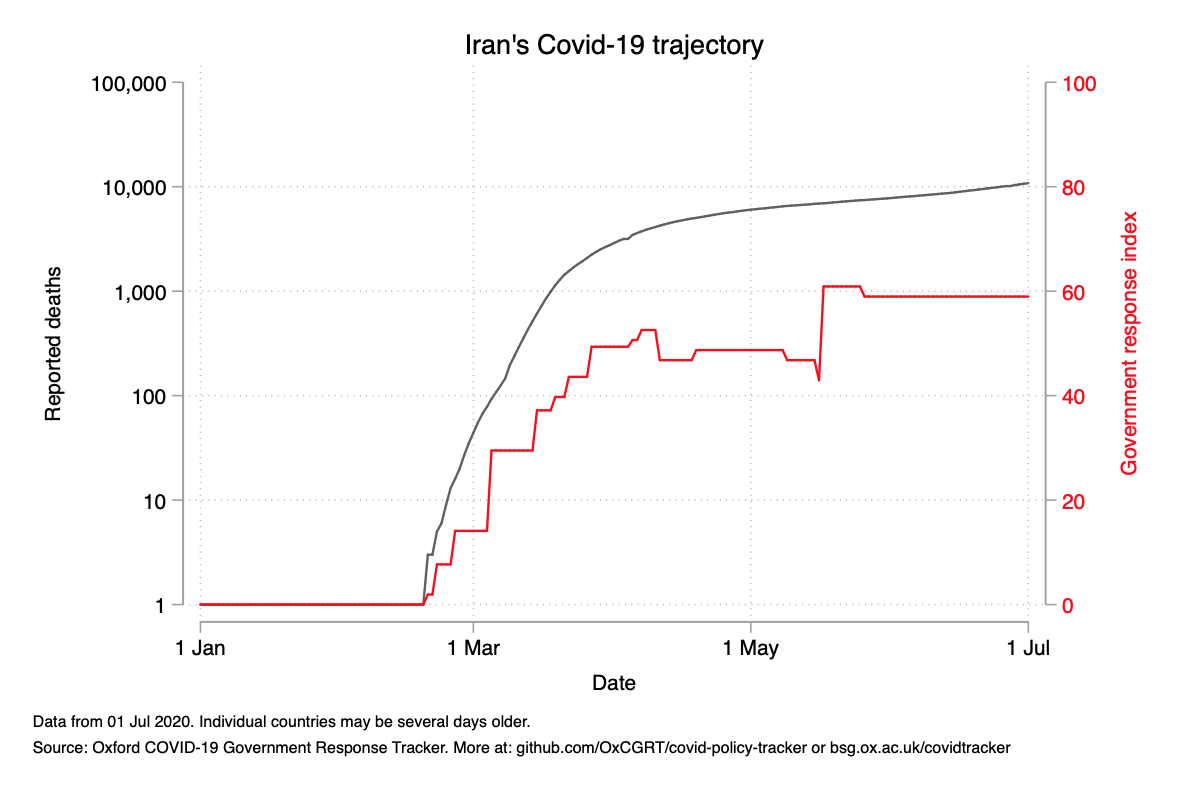 Iran's Covid-19 trajectory
100,000
10,000
1,000
100
10
1
Reported deaths
100
80
60
40
20
0
Government response index
1 Jan
1 Mar
1 May
1 Jul
Date
Data from 01 Jul 2020. Individual countries may be several days older.
Source: Oxford COVID-19 Government Response Tracker. More at: github.com/OxCGRT/covid-policy-tracker or bsg.ox.ac.uk/covidtracker